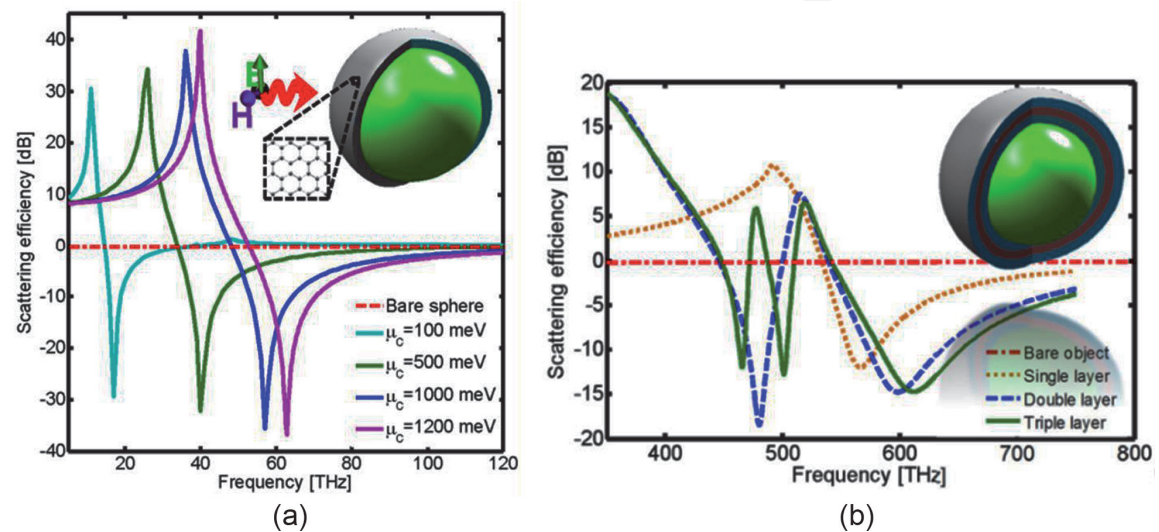 Scattering efficiency [dB]
40
30
20
10
0
-10
-20
-30
-40
20
40
60
80
100
120
Frequency [THz]
E
H
Bare sphere
μc=100 meV
μc=500 meV
μc=1000 meV
μc=1200 meV
(a)
Scattering efficiency [dB]
20
15
10
5
0
-5
-10
-15
-20
400
500
600
700
800
Frequency [THz]
Bare object
Single layer
Double layer
Triple layer
(b)